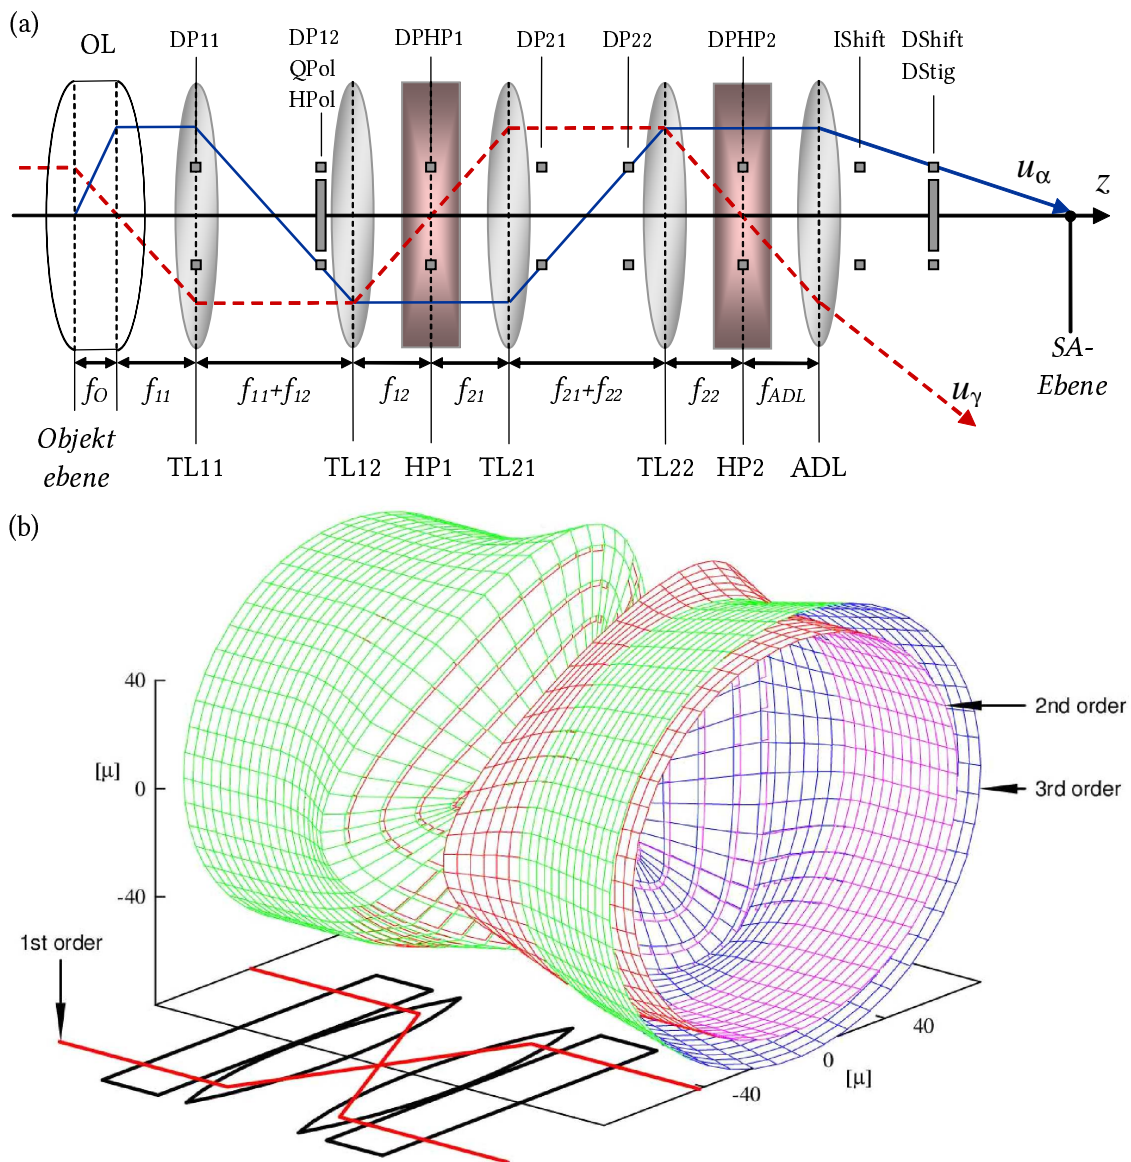 (a)
OL
DP11
DP12
QPol
HPol
DPHP1
DP21
DP22
DPHP2
IShift
DShift
DStig
uα
z
uγ
SA-
Ebene
fO
f11
f11+f12
f12
f21
f21+f22
f22
fADL
Objekt
ebene
TL11
TL12
HP1
TL21
TL22
HP2
ADL
(b)
40
[µ]
0
-40
2nd order
3rd order
1st order
40
0
[µ]
-40